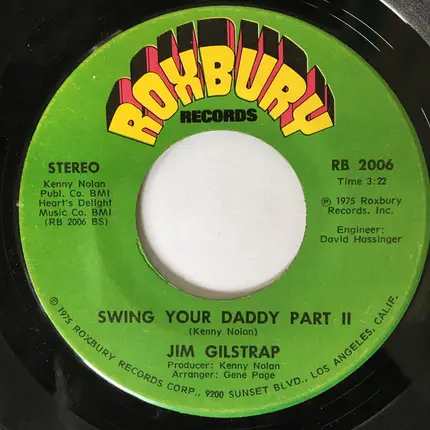 ROXBURY
RECORDS
STEREO
Kenny Nolan
Publ. Co. BMI
Heart's Delight
Music Co. BMI
(RB 2006 BS)
RB 2006
Time 3:22
℗ 1975 Roxbury
Records, Inc.
Engineer:
David Hassinger
SWING YOUR DADDY PART II
(Kenny Nolan)
JIM GILSTRAP
Producer: Kenny Nolan
Arranger: Gene Page
© 1975 ROXBURY RECORDS CORP., 9200 SUNSET BLVD., LOS ANGELES, CALIF.